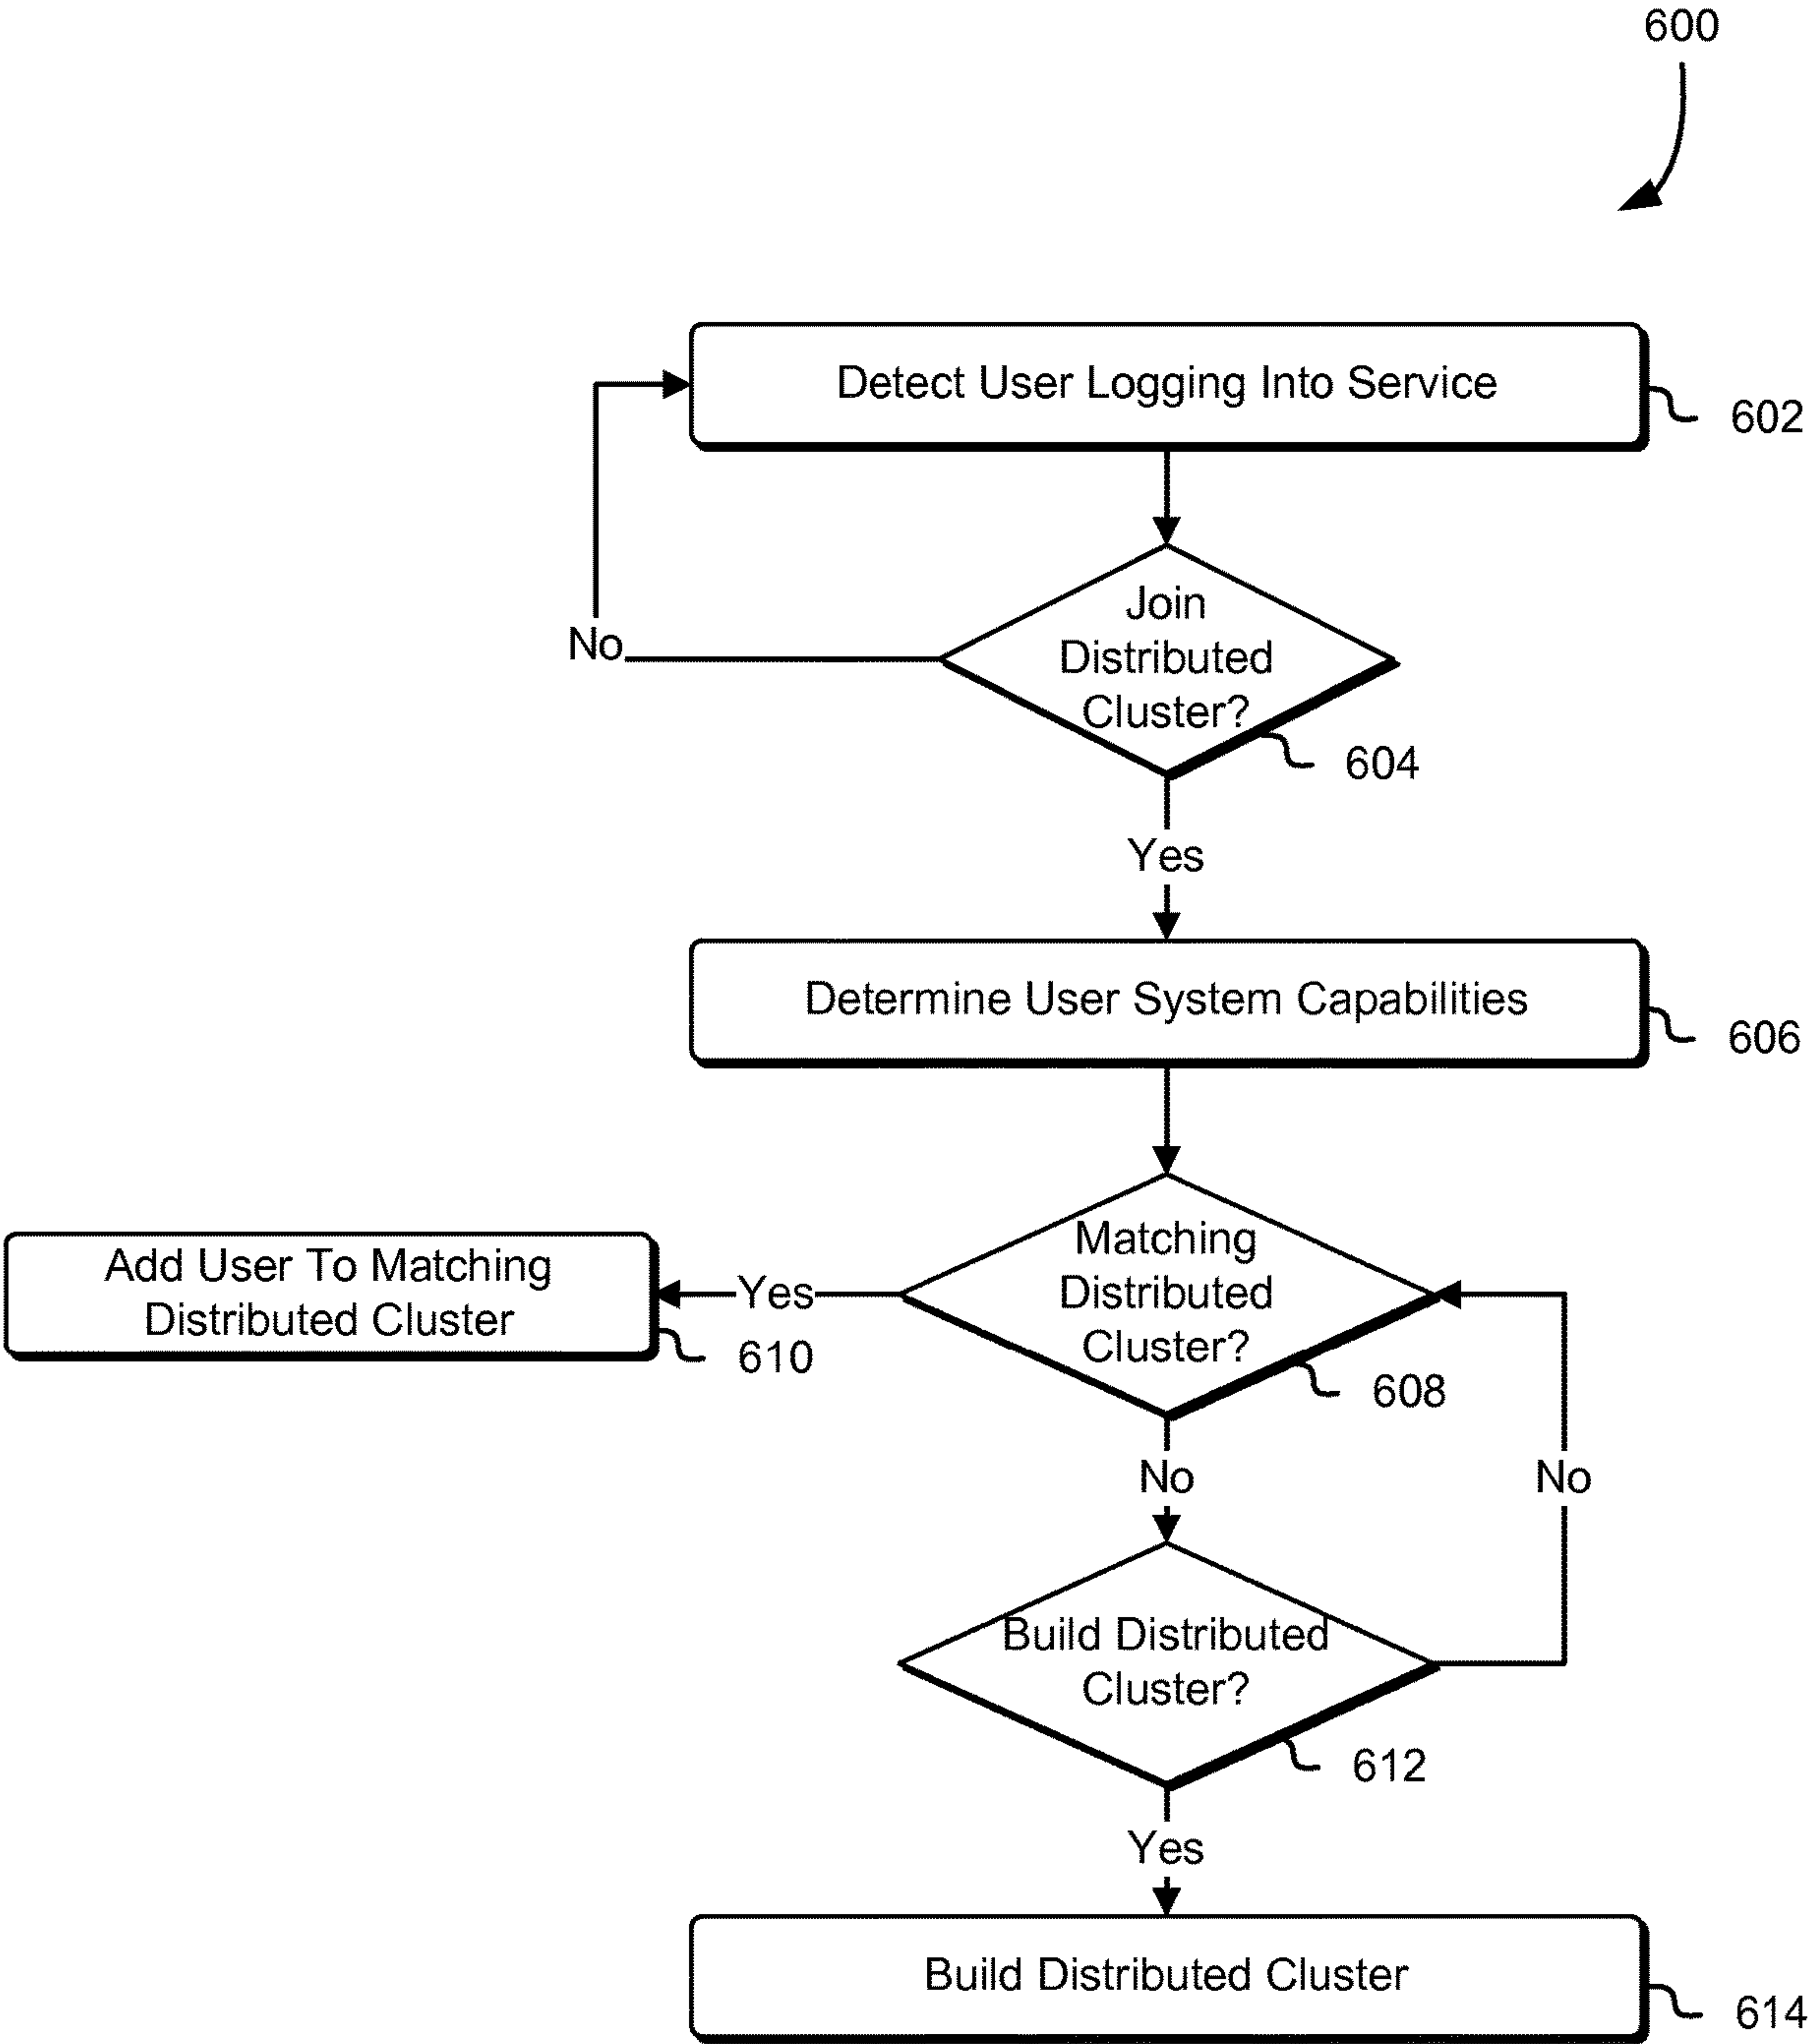 600
Detect User Logging Into Service
602
Join
Distributed
Cluster?
No
604
Yes
Determine User System Capabilities
606
Matching
Distributed
Cluster?
Yes
Add User To Matching
Distributed Cluster
610
608
No
No
Build Distributed
Cluster?
612
Yes
Build Distributed Cluster
614